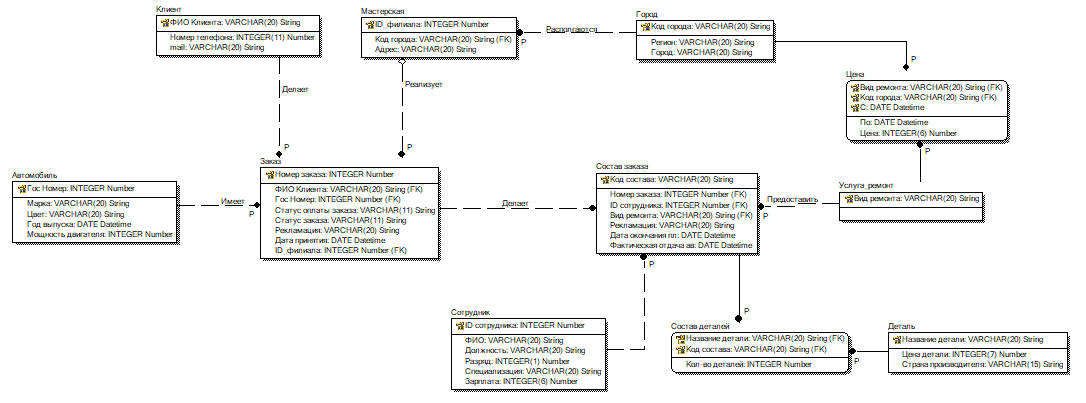 Клиент
ФИО Клиента: VARCHAR(20) String
Номер телефона: INTEGER(11) Number
mail: VARCHAR(20) String
Мастерская
ID_филиала: INTEGER Number
Код города: VARCHAR(20) String (FK)
Адрес: VARCHAR(20) String
Распологаются
P
Город
Код города: VARCHAR(20) String
Регион: VARCHAR(20) String
Город: VARCHAR(20) String
P
Цена
Вид ремонта: VARCHAR(20) String (FK)
Код города: VARCHAR(20) String (FK)
С: DATE Datetime
По: DATE Datetime
Цена: INTEGER(6) Number
P
Делает
P
Реализует
P
Автомобиль
Гос Номер: INTEGER Number
Марка: VARCHAR(20) String
Цвет: VARCHAR(20) String
Год выпуска: DATE Datetime
Мощность двигателя: INTEGER Number
Имеет
P
Заказ
Номер заказа: INTEGER Number
ФИО Клиента: VARCHAR(20) String (FK)
Гос Номер: INTEGER Number (FK)
Статус оплаты заказа: VARCHAR(11) String
Статус заказа: VARCHAR(11) String
Рекламация: VARCHAR(20) String
Дата принятия: DATE Datetime
ID_филиала: INTEGER Number (FK)
Делает
Состав заказа
Код состава: VARCHAR(20) String
Номер заказа: INTEGER Number (FK)
ID сотрудника: INTEGER Number (FK)
Вид ремонта: VARCHAR(20) String (FK)
Рекламация: VARCHAR(20) String
Дата окончания пл: DATE Datetime
Фактическая отдача ав: DATE Datetime
P
Предоставить
P
Услуга_ремонт
Вид ремонта: VARCHAR(20) String
Сотрудник
ID сотрудника: INTEGER Number
ФИО: VARCHAR(20) String
Должность: VARCHAR(20) String
Разряд: INTEGER(1) Number
Специализация: VARCHAR(20) String
Зарплата: INTEGER(6) Number
P
Состав деталей
Название детали: VARCHAR(20) String (FK)
Код состава: VARCHAR(20) String (FK)
Кол-во деталей: INTEGER Number
P
Деталь
Название детали: VARCHAR(20) String
Цена детали: INTEGER(7) Number
Страна производителя: VARCHAR(15) String